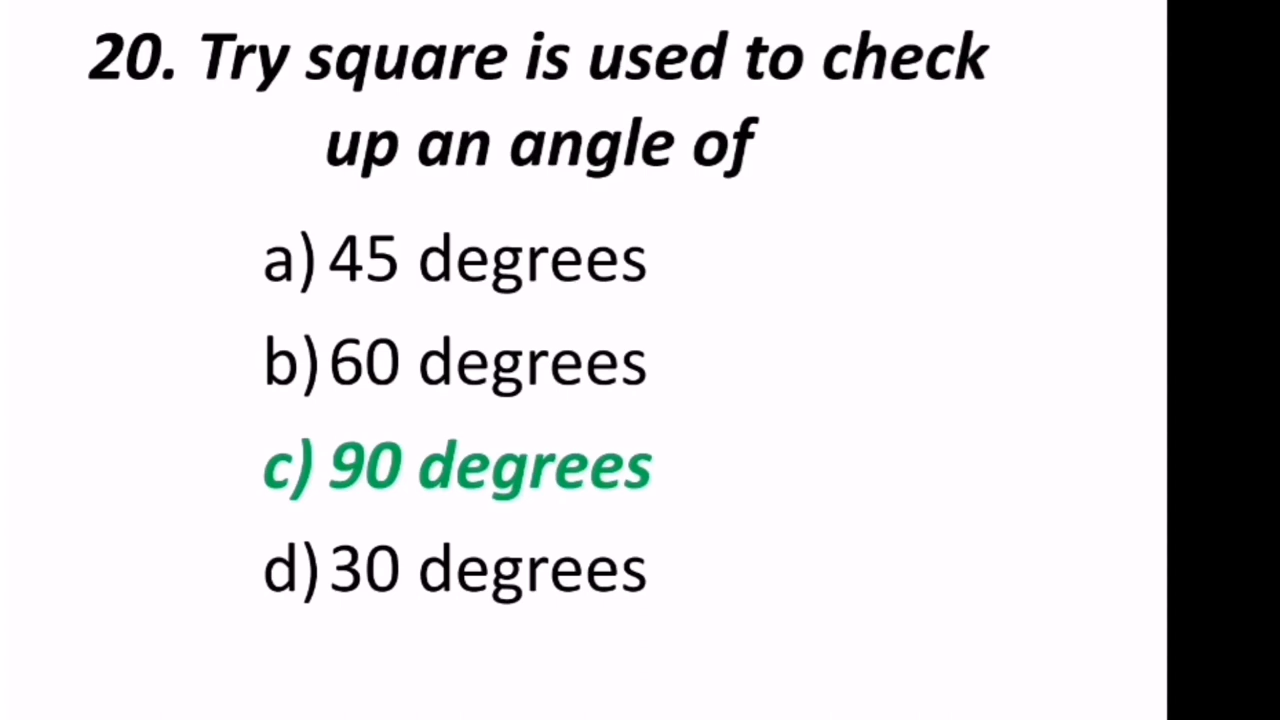 20. Try square is used to check
up an angle of
a) 45 degrees
b) 60 degrees
c) 90 degrees
d) 30 degrees